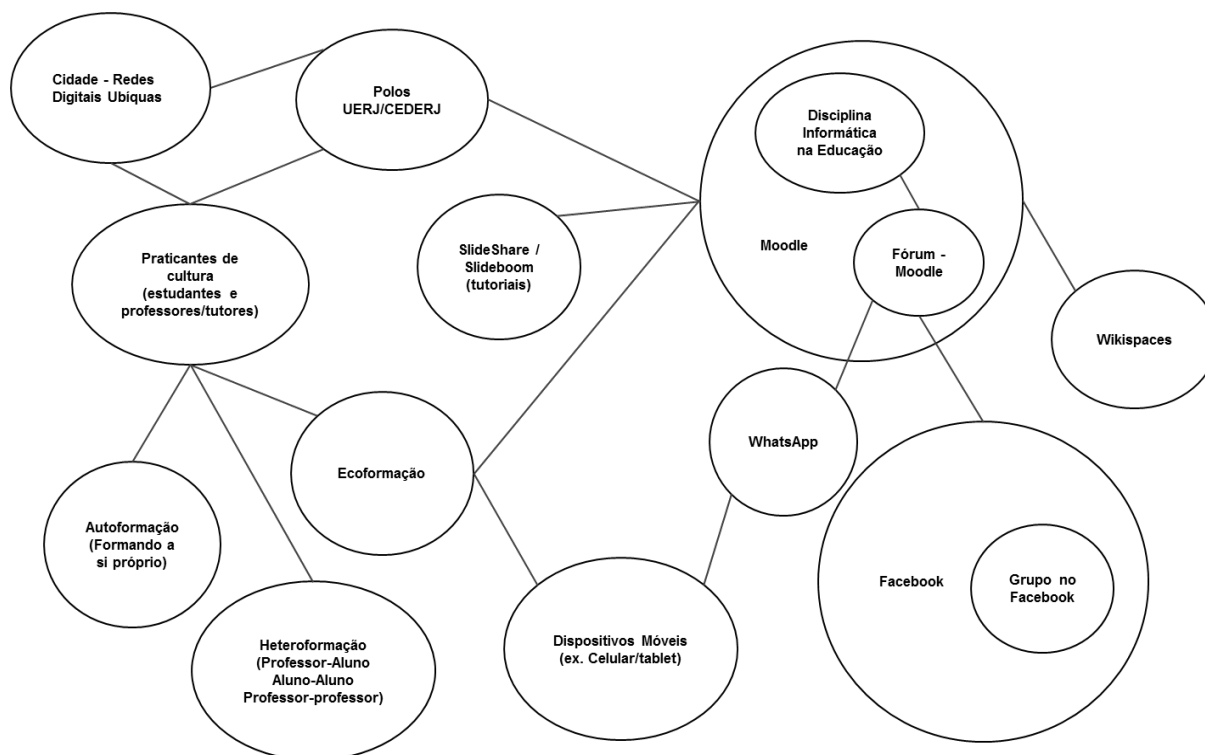 Cidade - Redes
Digitais Ubíquas
Polos
UERJ/CEDERJ
Disciplina
Informática
na Educação
Praticantes de
cultura
(estudantes e
professores/tutores)
SlideShare /
Slideboom
(tutoriais)
Moodle
Fórum -
Moodle
Wikispaces
WhatsApp
Ecoformação
Autoformação
(Formando a
si próprio)
Facebook
Grupo no
Facebook
Heteroformação
(Professor-Aluno
Aluno-Aluno
Professor-professor)
Dispositivos Móveis
(ex. Celular/tablet)